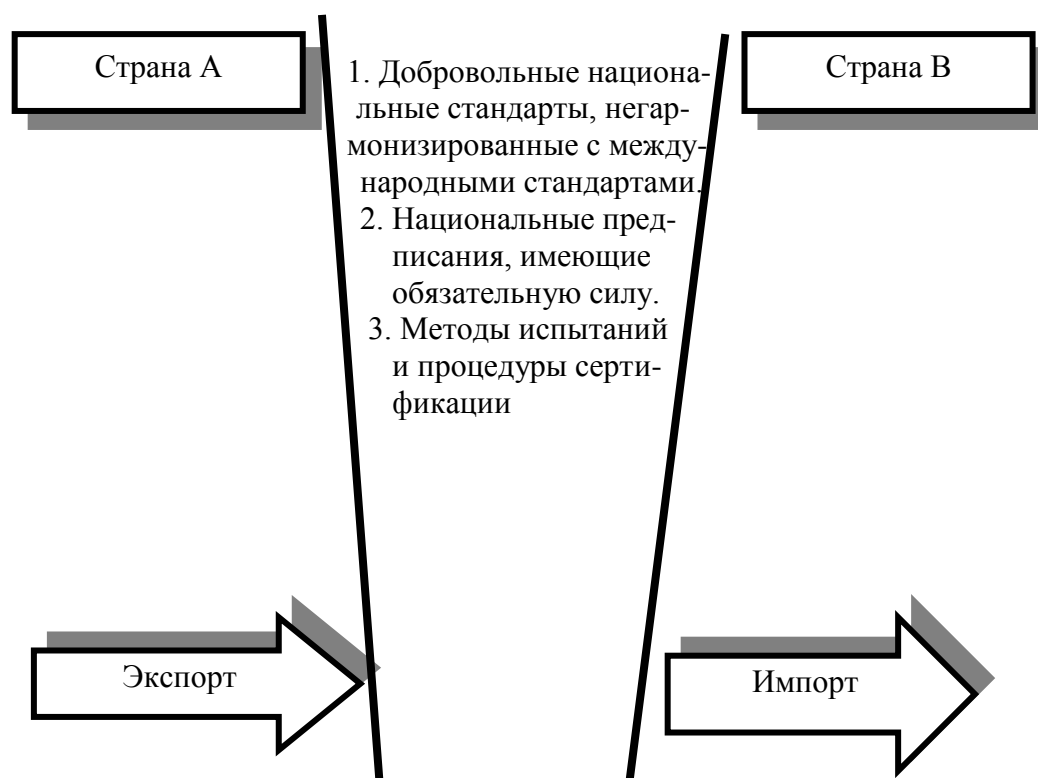 Страна А
1. Добровольные национа-
льные стандарты, негар-
монизированные с между-
народными стандартами.
2. Национальные пред-
писания, имеющие
обязательную силу.
3. Методы испытаний
и процедуры серти-
фикации
Страна В
Экспорт
Импорт